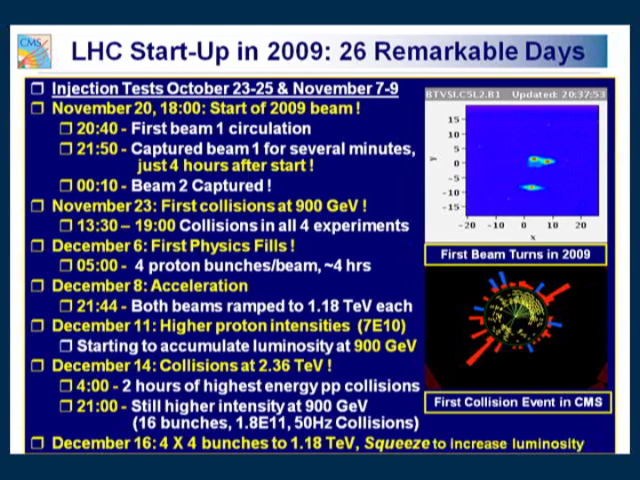 CMS
LHC Start-Up in 2009: 26 Remarkable Days
Injection Tests October 23-25 & November 7-9
November 20, 18:00: Start of 2009 beam !
20:40 - First beam 1 circulation
21:50 - Captured beam 1 for several minutes,
just 4 hours after start !
00:10 - Beam 2 Captured !
November 23: First collisions at 900 GeV !
13:30 – 19:00 Collisions in all 4 experiments
December 6: First Physics Fills !
05:00 - 4 proton bunches/beam, ~4 hrs
December 8: Acceleration
21:44 - Both beams ramped to 1.18 TeV each
December 11: Higher proton intensities (7E10)
Starting to accumulate luminosity at 900 GeV
December 14: Collisions at 2.36 TeV !
4:00 - 2 hours of highest energy pp collisions
21:00 - Still higher intensity at 900 GeV
(16 bunches, 1.8E11, 50Hz Collisions)
December 16: 4 X 4 bunches to 1.18 TeV, Squeeze to increase luminosity
BTVSI.C5L2.B1 Updated: 20:37:53
15
10
5
0
-5
-10
-15
y
-20 -10 0 10 20
x
First Beam Turns in 2009
First Collision Event in CMS